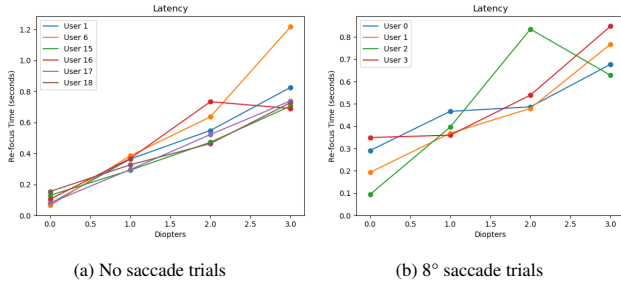 Latency
User 1
User 6
User 15
User 16
User 17
User 18
1.2
1.0
0.8
0.6
0.4
0.2
0.0
Re-focus Time (seconds)
0.0 0.5 1.0 1.5 2.0 2.5 3.0
Diopters
(a) No saccade trials
Latency
User 0
User 1
User 2
User 3
0.8
0.7
0.6
0.5
0.4
0.3
0.2
0.1
0.0
Re-focus Time (seconds)
0.0 0.5 1.0 1.5 2.0 2.5 3.0
Diopters
(b) 8° saccade trials